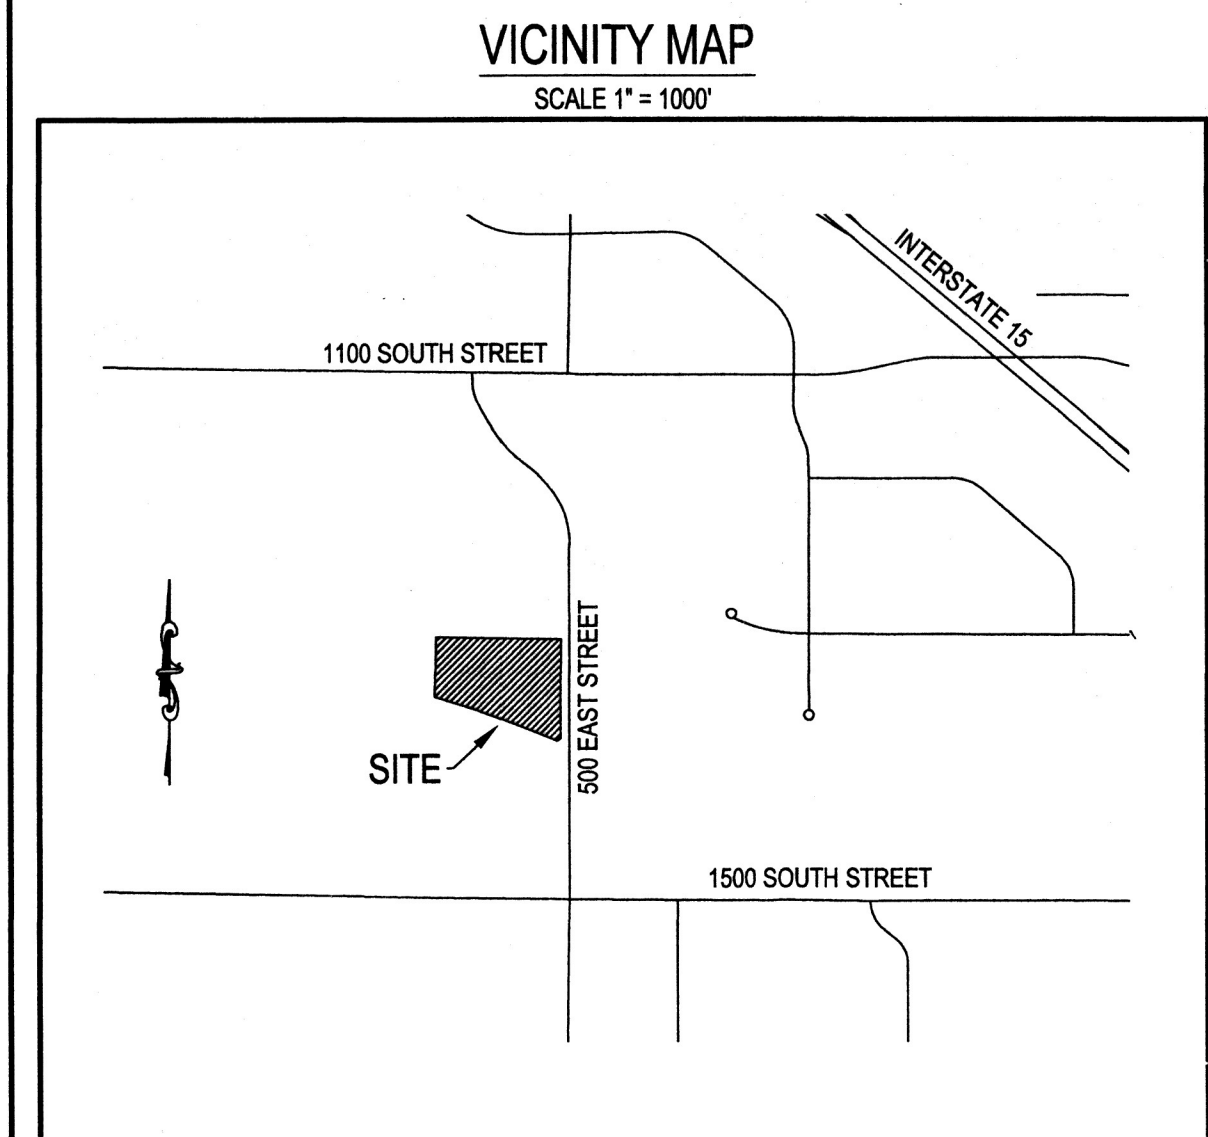 VICINITY MAP
SCALE 1" = 1000'
INTERSTATE 15
1100 SOUTH STREET
500 EAST STREET
SITE
1500 SOUTH STREET